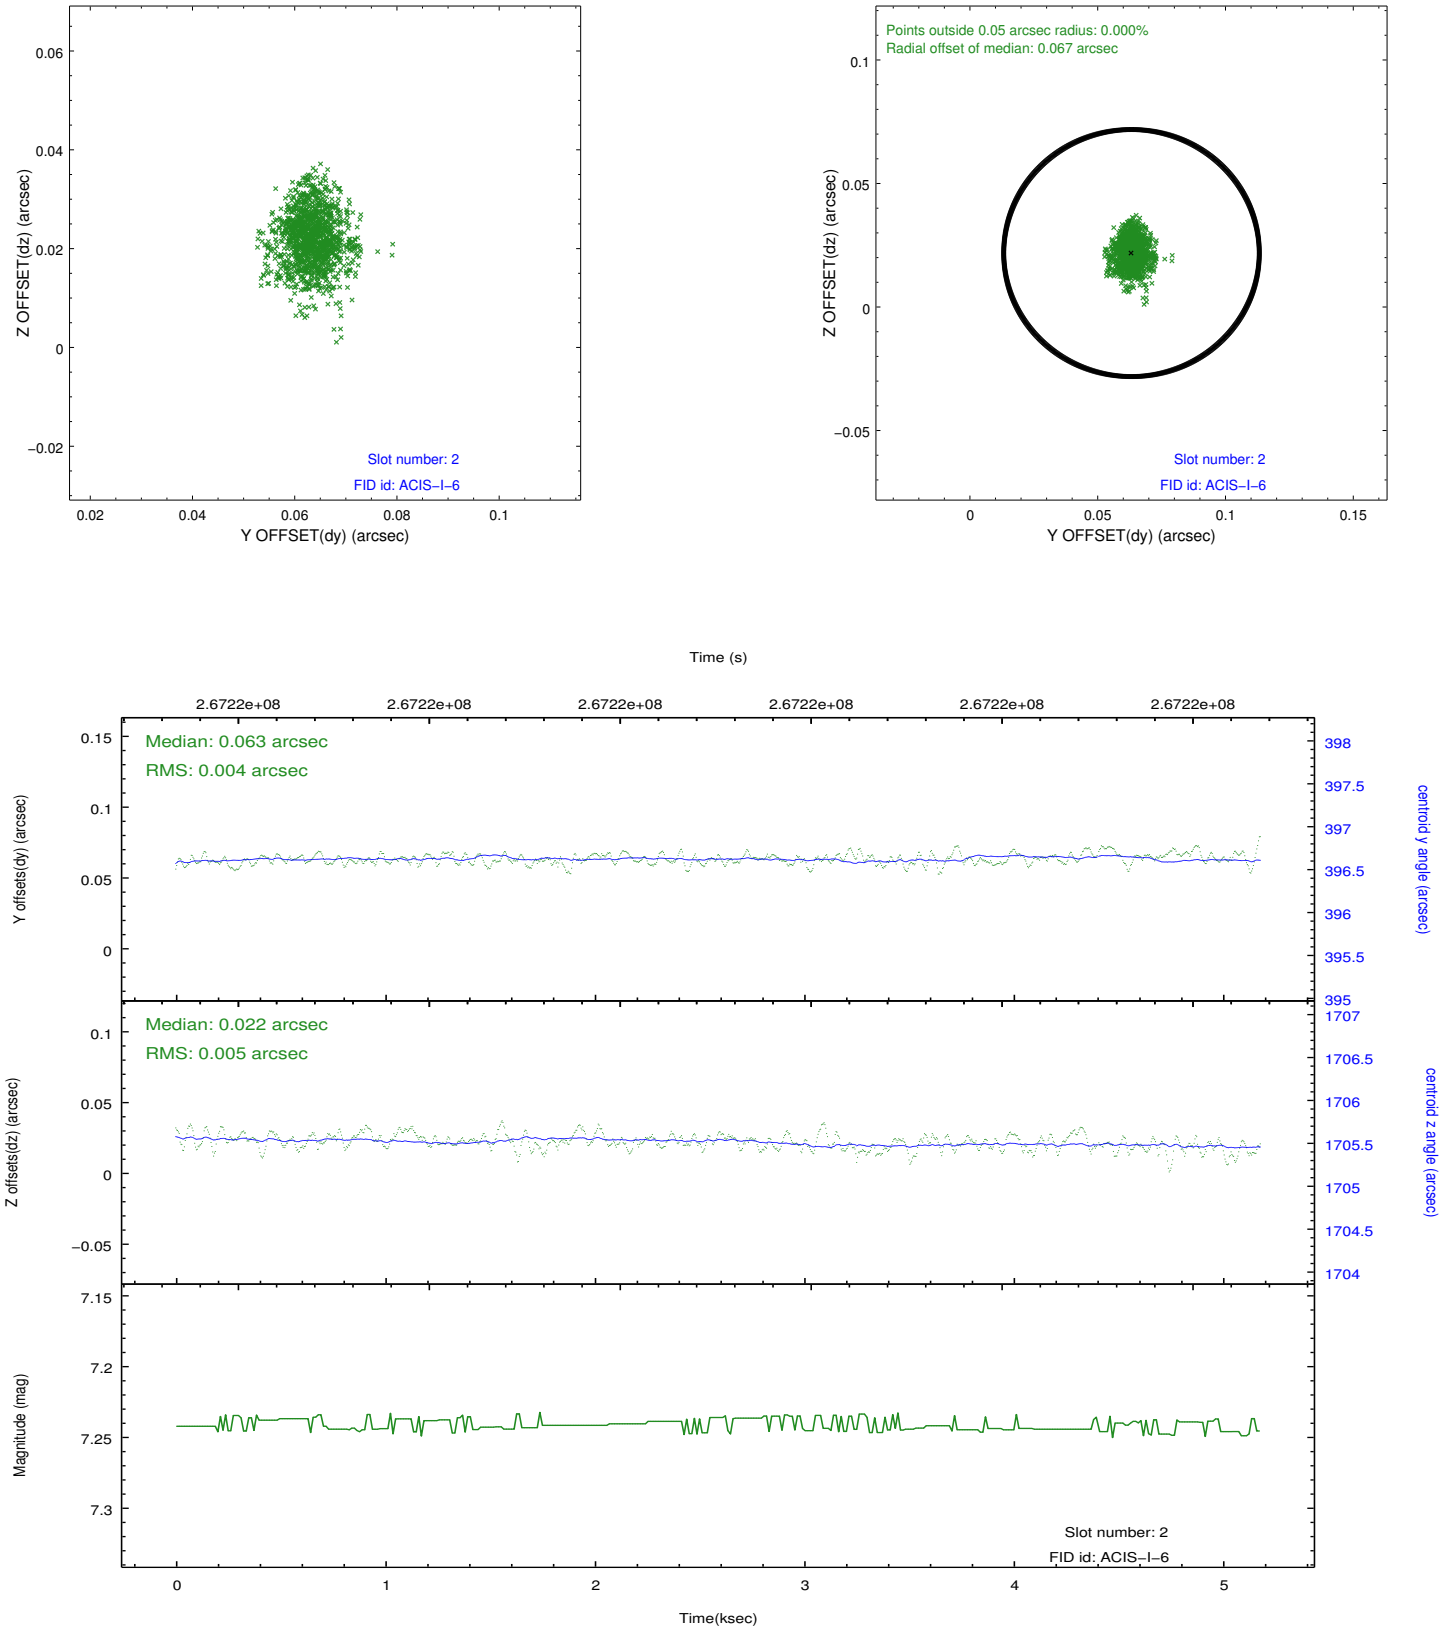 0.06
0.04
0.02
0
−0.02
Z OFFSET(dz) (arcsec)
Slot number: 2
FID id: ACIS−I−6
0.02 0.04 0.06 0.08 0.1
Y OFFSET(dy) (arcsec)
Points outside 0.05 arcsec radius: 0.000%
Radial offset of median: 0.067 arcsec
0.1
0.05
0
−0.05
Z OFFSET(dz) (arcsec)
Slot number: 2
FID id: ACIS−I−6
0 0.05 0.1 0.15
Y OFFSET(dy) (arcsec)
Time (s)
2.6722e+08 2.6722e+08 2.6722e+08 2.6722e+08 2.6722e+08 2.6722e+08
Median: 0.063 arcsec
RMS: 0.004 arcsec
0.15
0.1
0.05
0
Y offsets(dy) (arcsec)
398
397.5
397
396.5
396
395.5
395
centroid y angle (arcsec)
Median: 0.022 arcsec
RMS: 0.005 arcsec
0.1
0.05
0
−0.05
Z offsets(dz) (arcsec)
1707
1706.5
1706
1705.5
1705
1704.5
1704
centroid z angle (arcsec)
7.15
7.2
7.25
7.3
Magnitude (mag)
Slot number: 2
FID id: ACIS−I−6
0 1 2 3 4 5
Time(ksec)